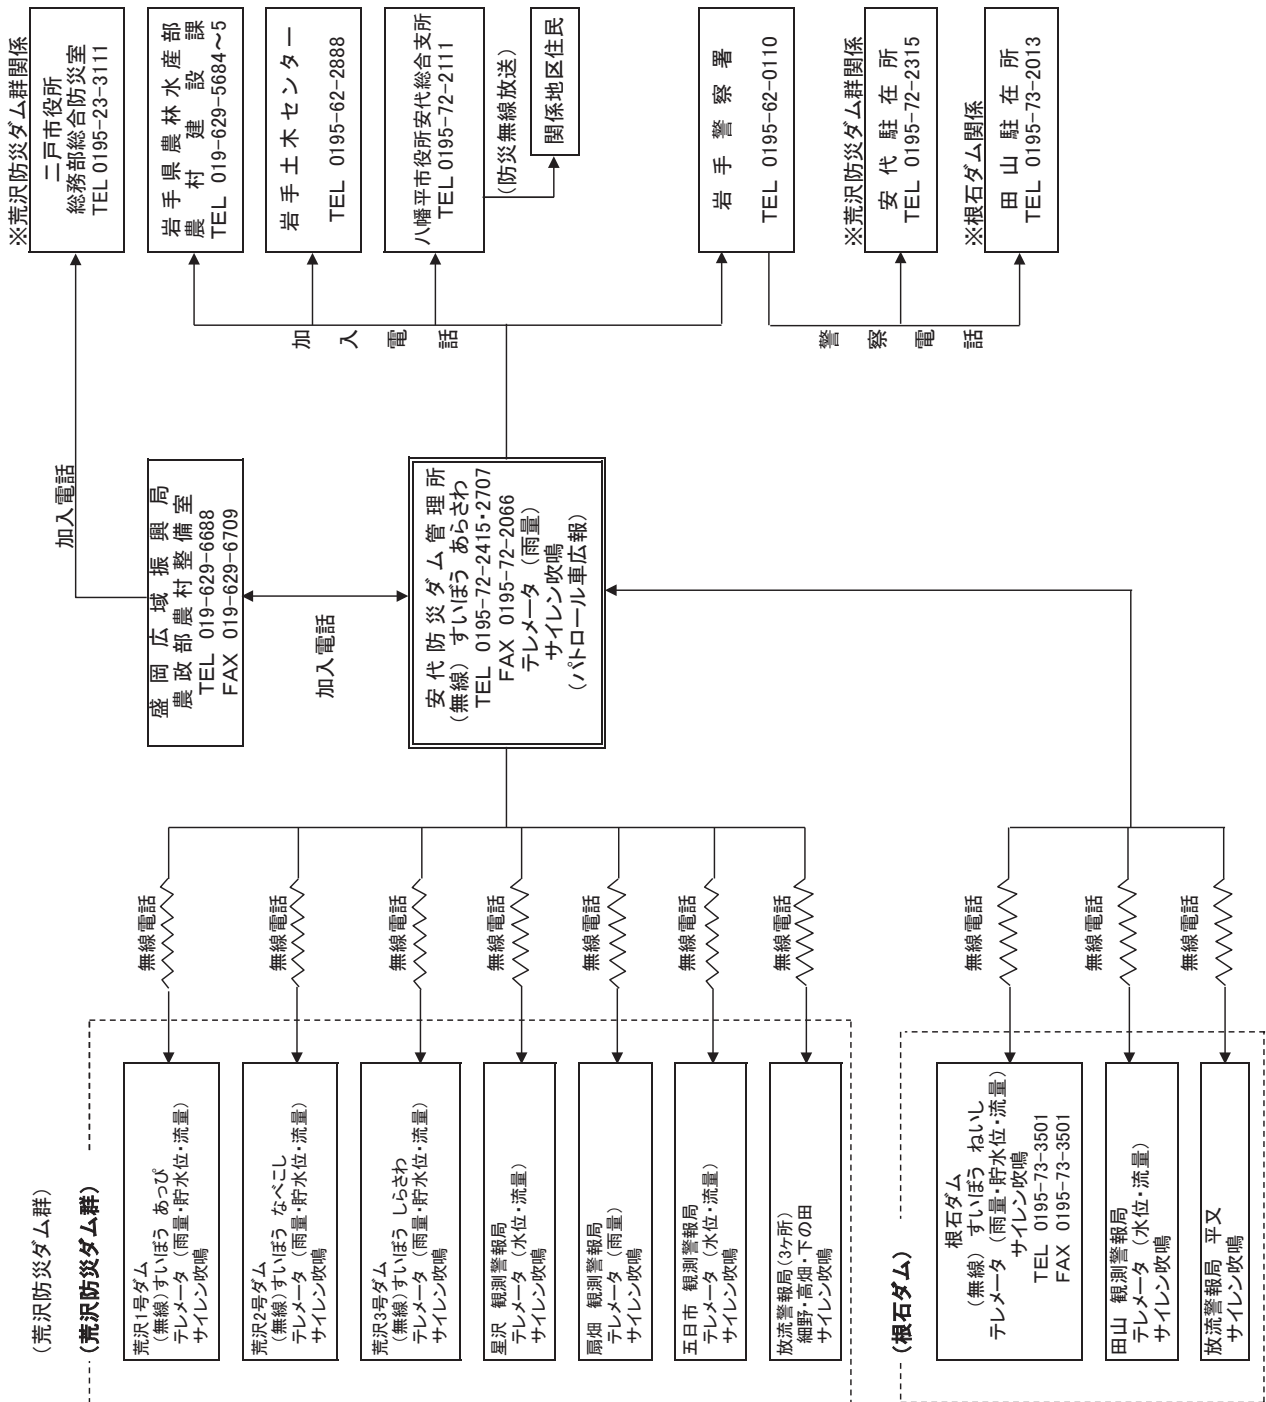 (荒沢防災ダム群)
(荒沢防災ダム群)
荒沢1号ダム
(無線)すいぼう あっぴ
テレメータ (雨量・貯水位・流量)
サイレン吹鳴
荒沢2号ダム
(無線)すいぼう なべこし
テレメータ (雨量・貯水位・流量)
サイレン吹鳴
荒沢3号ダム
(無線)すいぼう しらさわ
テレメータ (雨量・貯水位・流量)
サイレン吹鳴
星沢 観測警報局
テレメータ (水位・流量)
サイレン吹鳴
扇畑 観測警報局
テレメータ (雨量)
サイレン吹鳴
五日市 観測警報局
テレメータ (水位・流量)
サイレン吹鳴
放流警報局(3ケ所)
細野・高畑・下の田
サイレン吹鳴
(根石ダム)
根石ダム
(無線) すいぼう ねいし
テレメータ (雨量・貯水位・流量)
サイレン吹鳴
TEL 0195-73-3501
FAX 0195-73-3501
田山 観測警報局
テレメータ (水位・流量)
サイレン吹鳴
放流警報局 平又
サイレン吹鳴
無線電話
無線電話
無線電話
無線電話
無線電話
無線電話
無線電話
無線電話
無線電話
無線電話
盛岡広域振興局
農政部農村整備室
TEL 019-629-6688
FAX 019-629-6709
加入電話
加入電話
安代防災ダム管理所
(無線) すいぼう あらさわ
TEL 0195-72-2415・2707
FAX 0195-72-2066
テレメータ (雨量)
サイレン吹鳴
(パトロール車広報)
加入電話
警察電話
※荒沢防災ダム群関係
二戸市役所
総務部総合防災室
TEL 0195-23-3111
岩手県農林水産部
農村建設課
TEL 019-629-5684～5
岩手土木センター
TEL 0195-62-2888
八幡平市役所安代総合支所
TEL 0195-72-2111
(防災無線放送)
関係地区住民
岩手警察署
TEL 0195-62-0110
※荒沢防災ダム群関係
安代駐在所
TEL 0195-72-2315
※根石ダム関係
田山駐在所
TEL 0195-73-2013